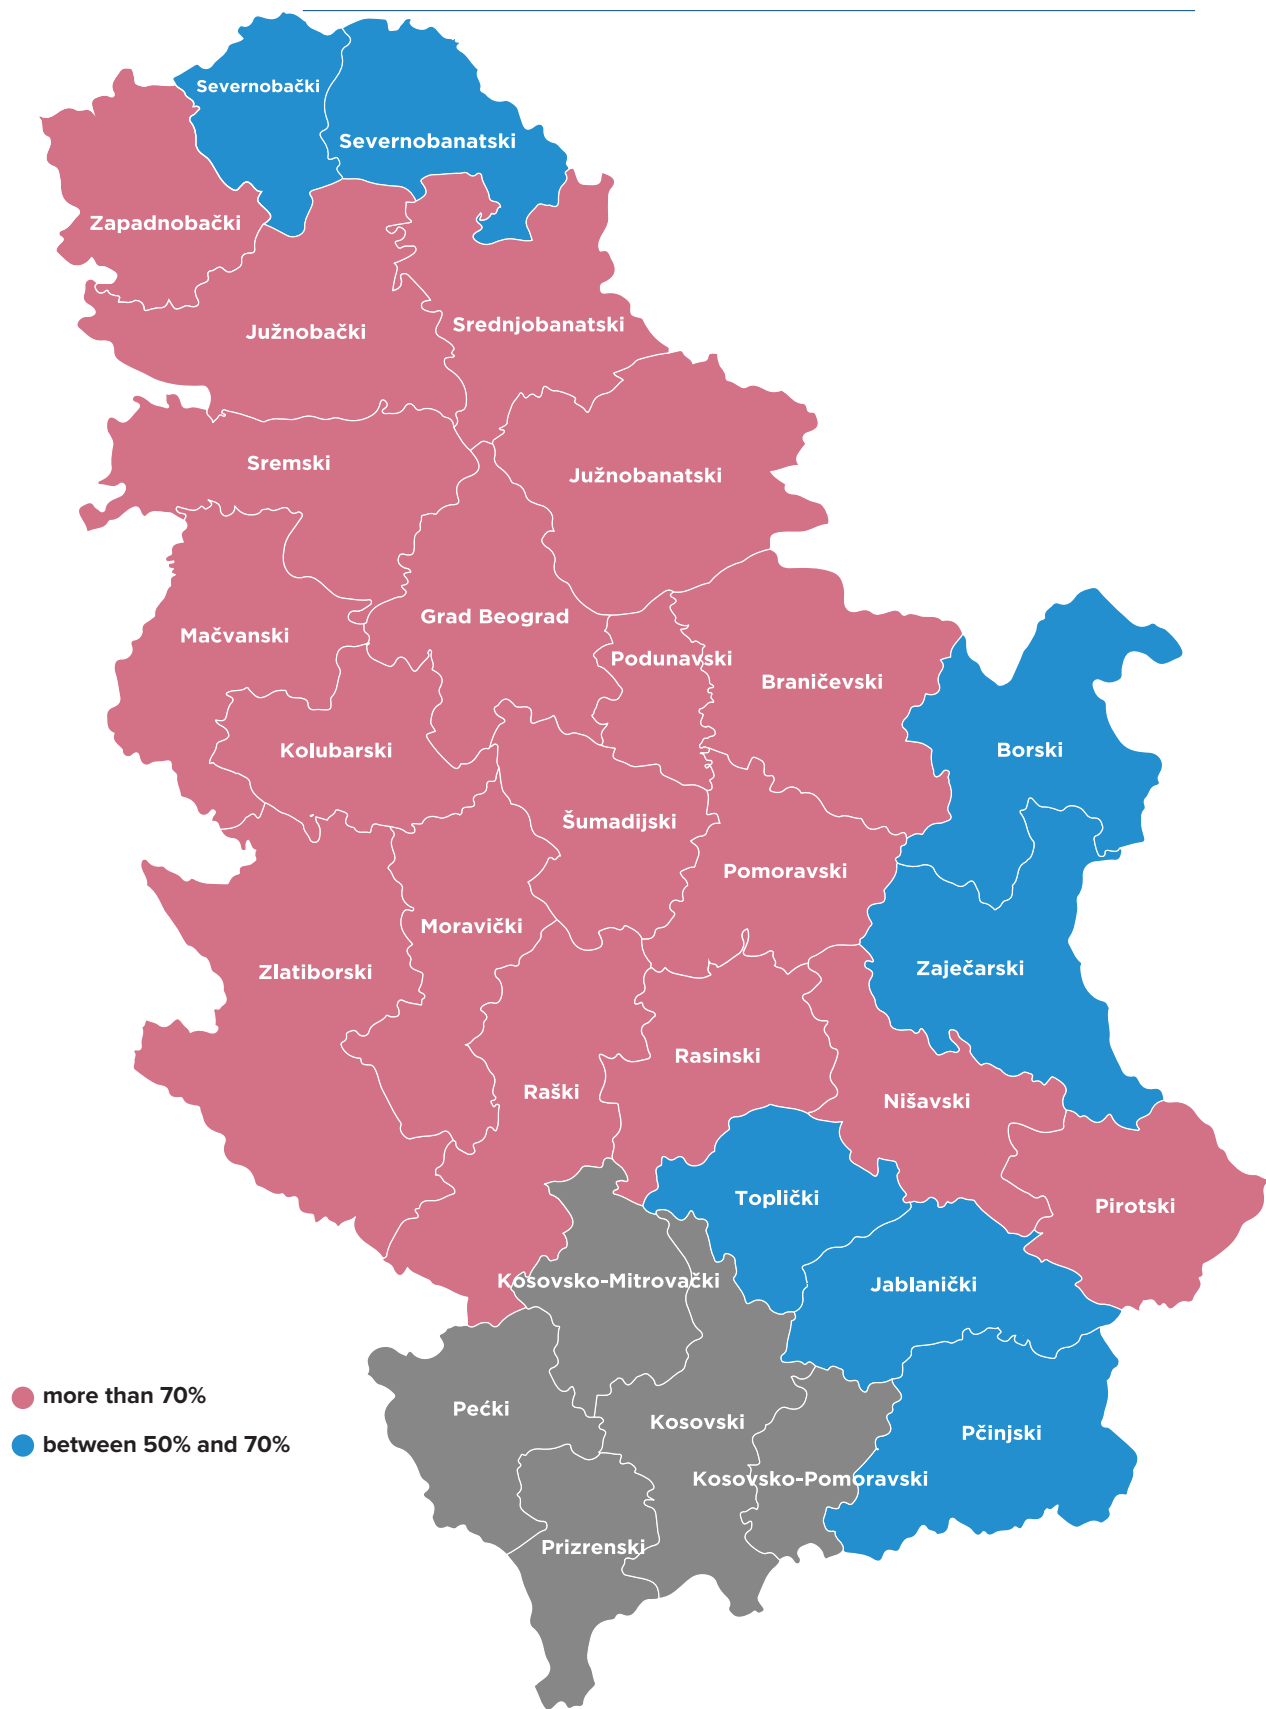 Severnobački
Severnobanatski
Zapadnobački
Južnobački
Srednjobanatski
Sremski
Južnobanatski
Grad Beograd
Mačvanski
Podunavski
Braničevski
Kolubarski
Borski
Šumadijski
Pomoravski
Moravički
Zlatiborski
Zaječarski
Rasinski
Raški
Nišavski
Toplički
Pirotski
Kosovsko-Mitrovački
Jablanički
more than 70%
Pećki
Kosovski
Pčinjski
between 50% and 70%
Kosovsko-Pomoravski
Prizrenski